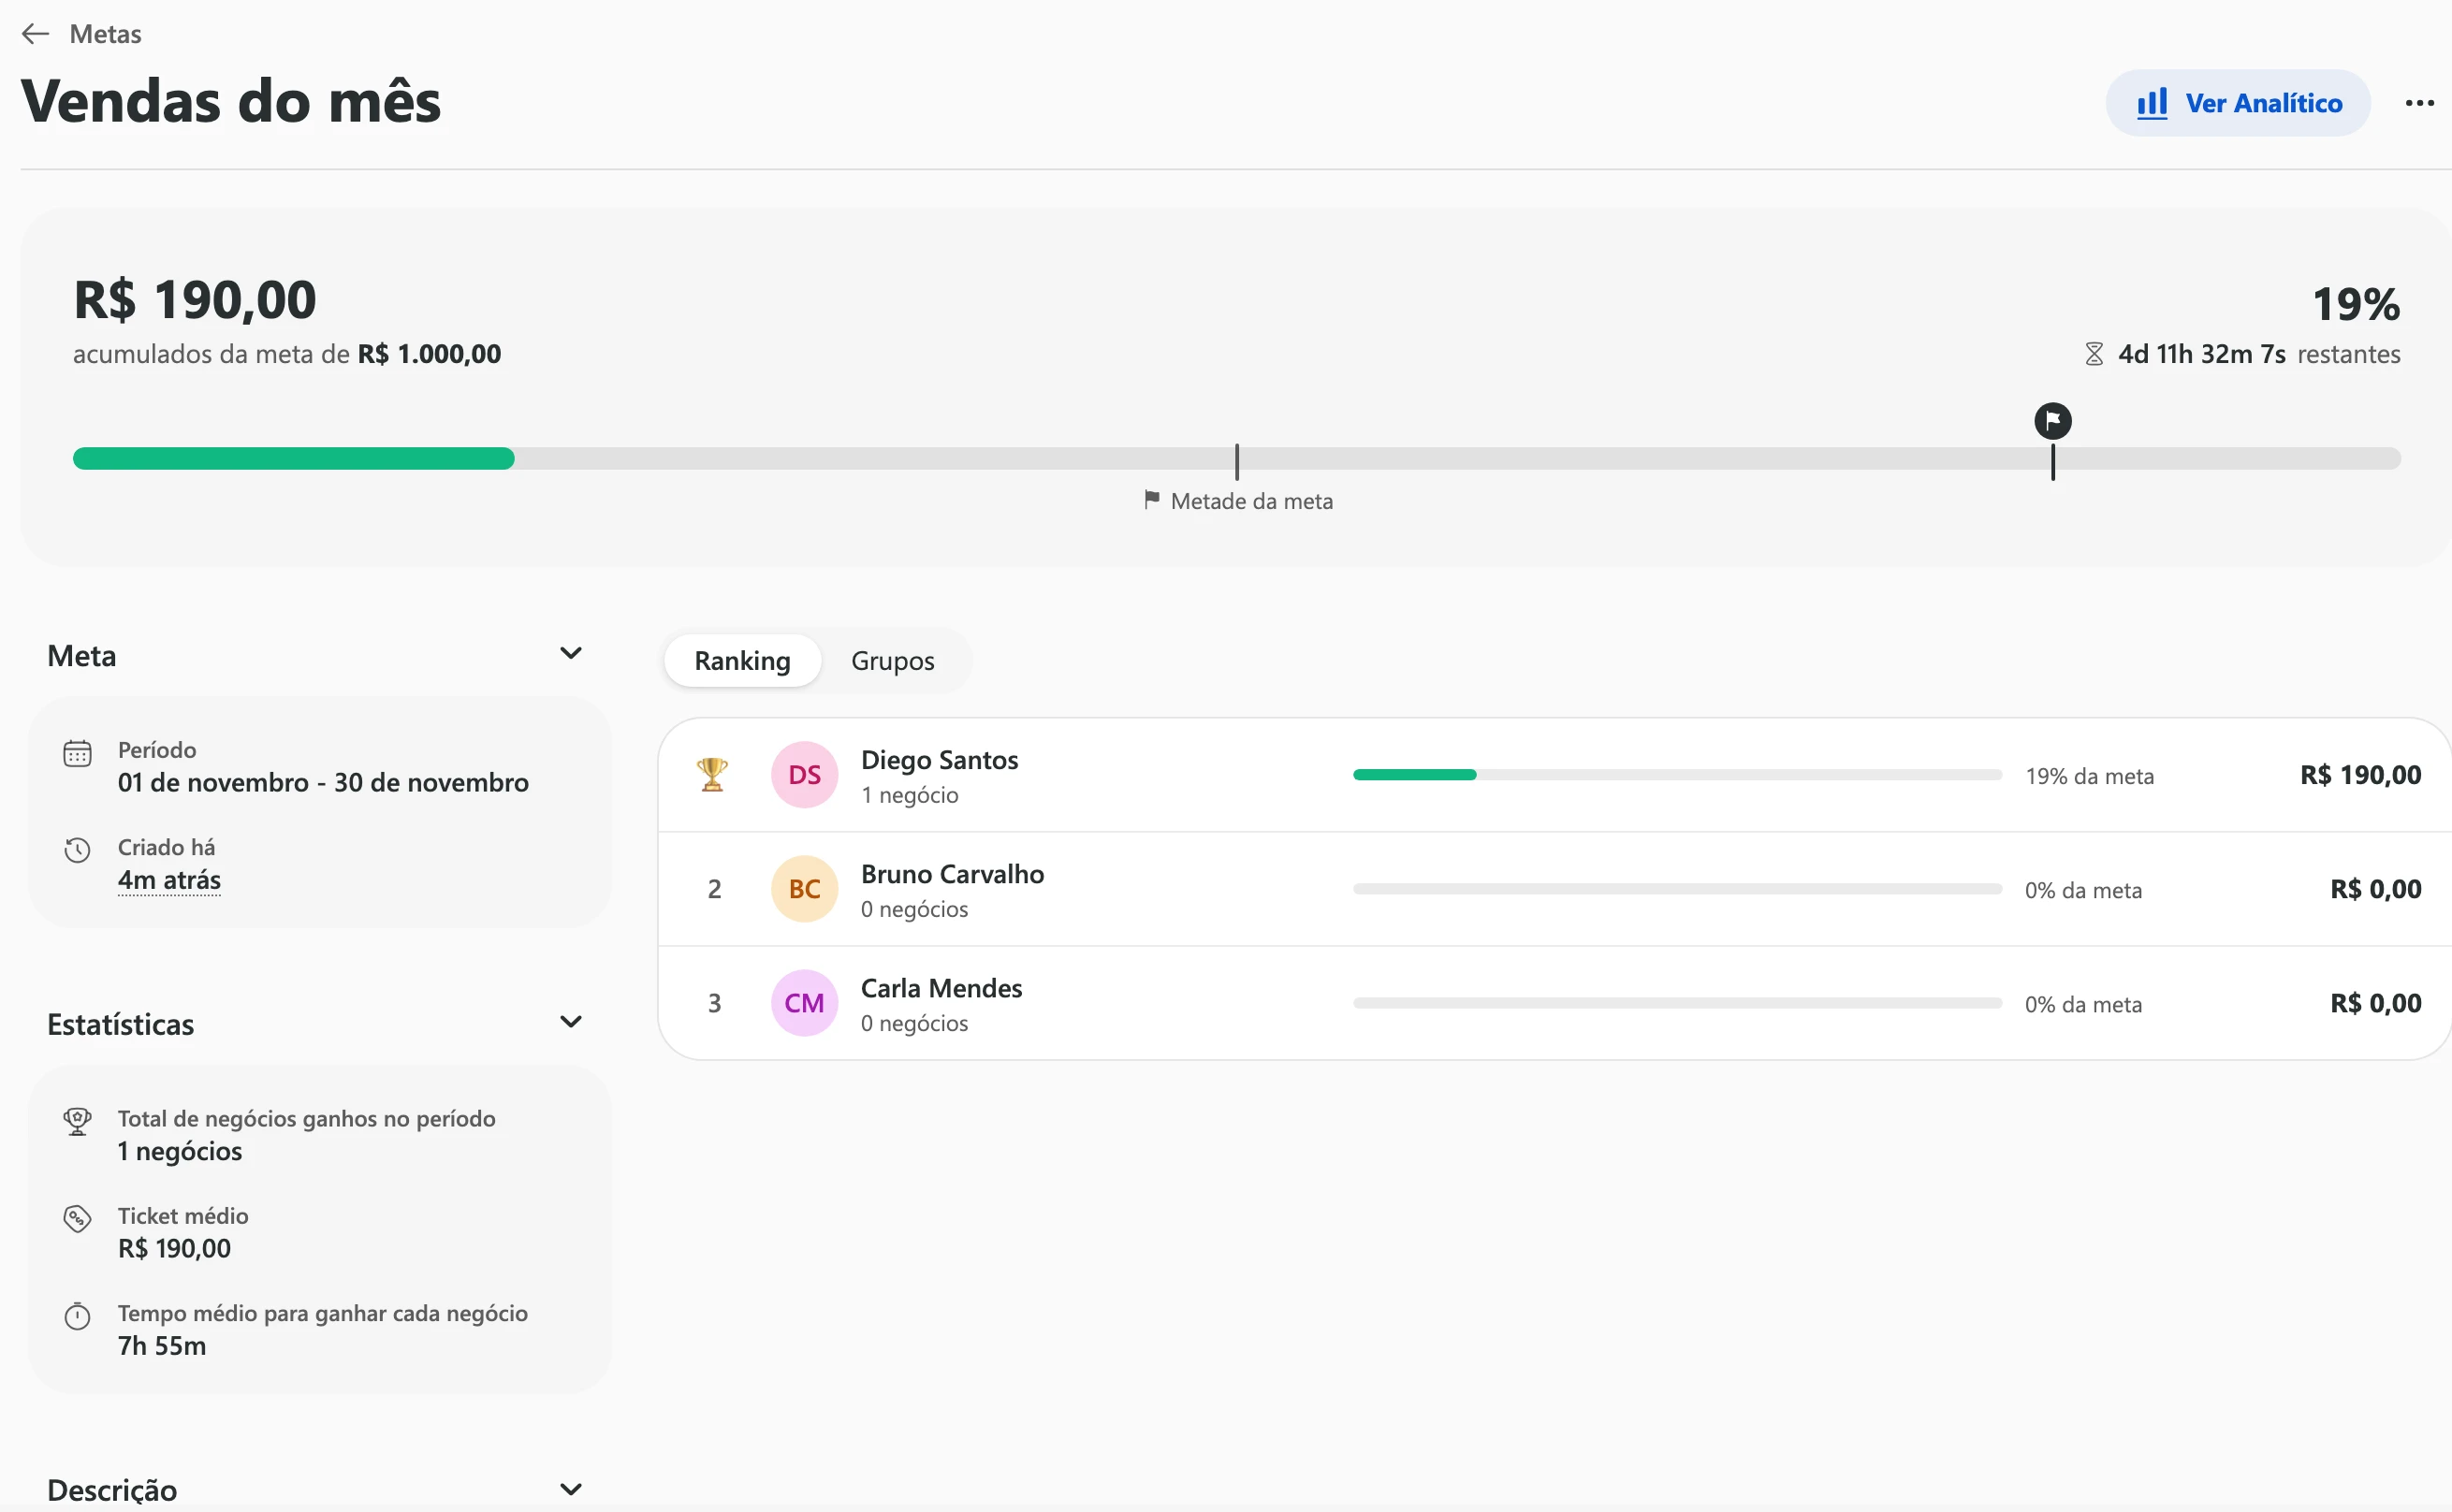 Metas
Vendas do mês
Ver Analítico
R$ 190,00
acumulados da meta de R$ 1.000,00
19%
4d 11h 32m 7s restantes
Metade da meta
Meta
Período
01 de novembro - 30 de novembro
Criado há
4m atrás
Estatísticas
Total de negócios ganhos no período
1 negócios
Ticket médio
R$ 190,00
Tempo médio para ganhar cada negócio
7h 55m
Descrição
Ranking
Grupos
DS
Diego Santos
1 negócio
19% da meta
R$ 190,00
2
BC
Bruno Carvalho
0 negócios
0% da meta
R$ 0,00
3
CM
Carla Mendes
0 negócios
0% da meta
R$ 0,00